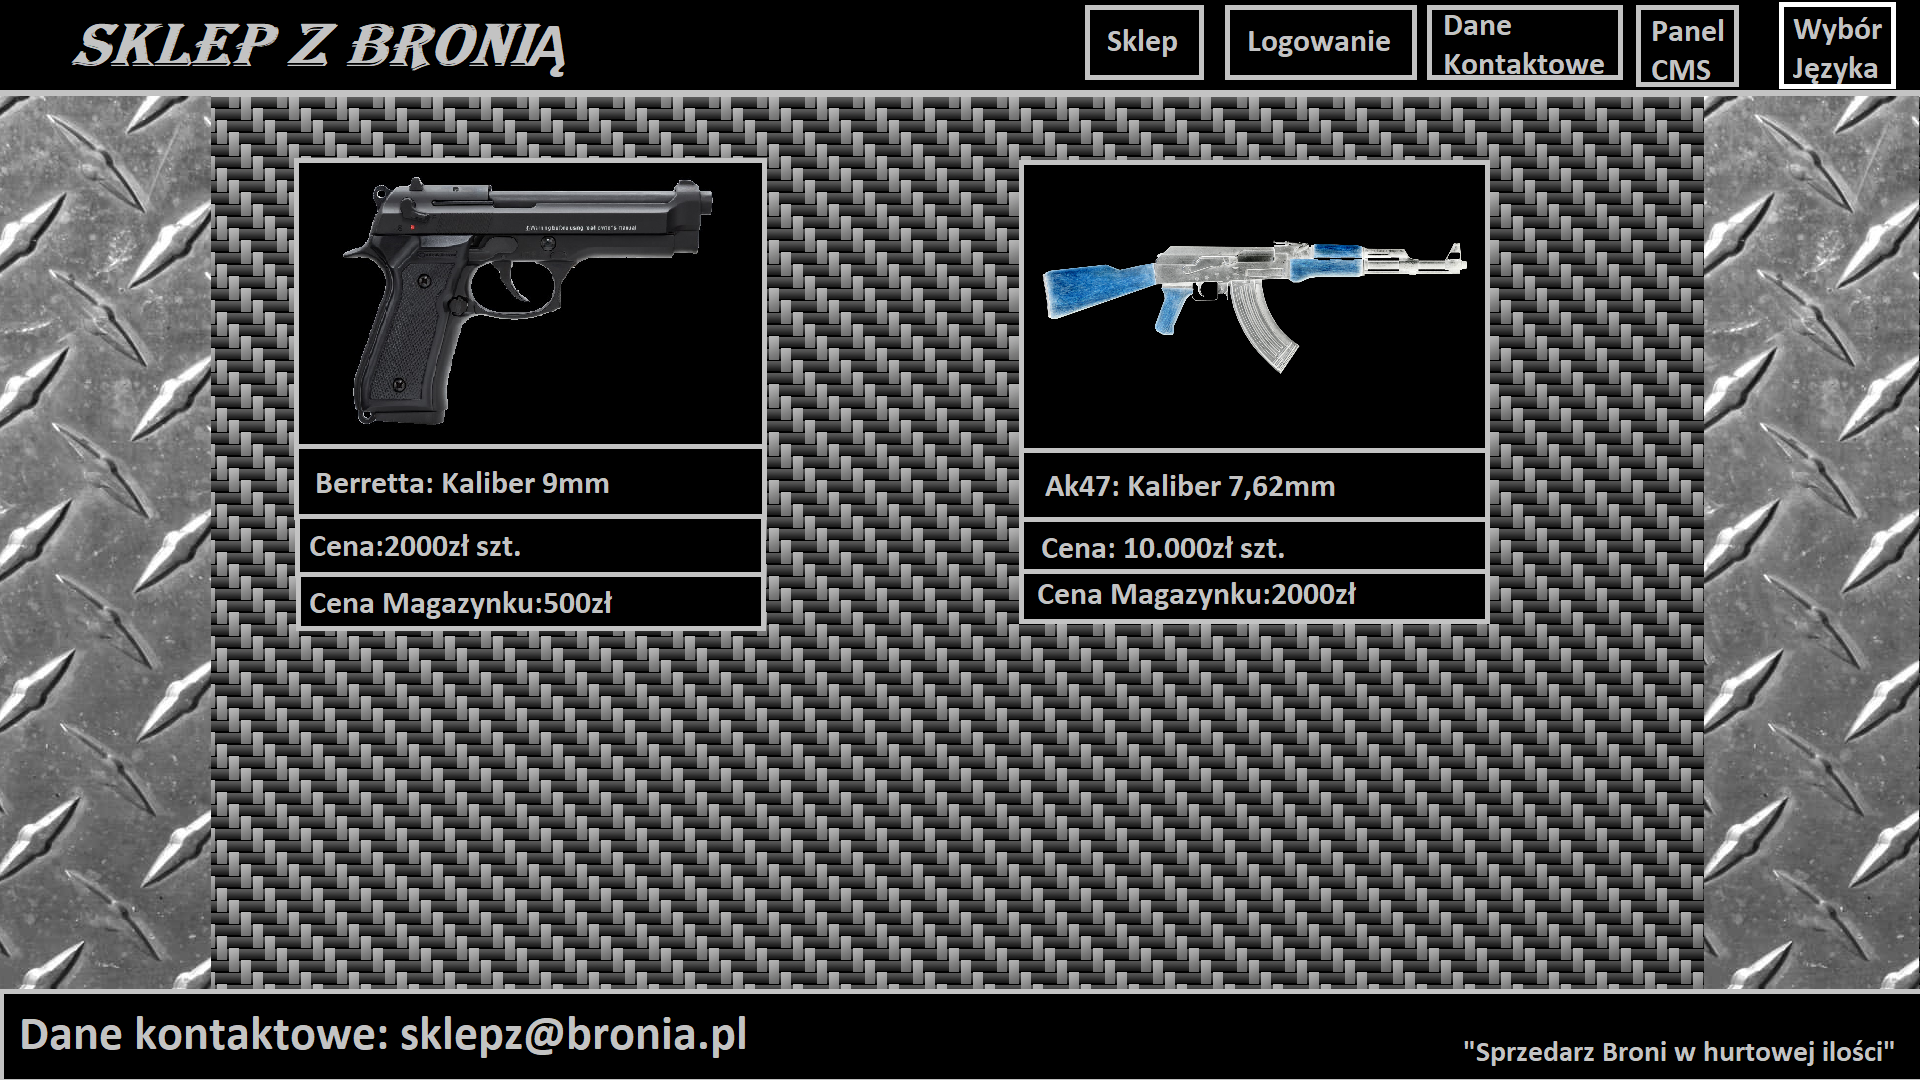 SKLEP Z BRONIĄ
Sklep
Logowanie
Dane
Kontaktowe
Panel
CMS
Wybór
Języka
Berretta: Kaliber 9mm
Cena:2000zł szt.
Cena Magazynku:500zł
Ak47: Kaliber 7,62mm
Cena: 10.000zł szt.
Cena Magazynku:2000zł
Dane kontaktowe: sklepz@bronia.pl
"Sprzedarz Broni w hurtowej ilości"